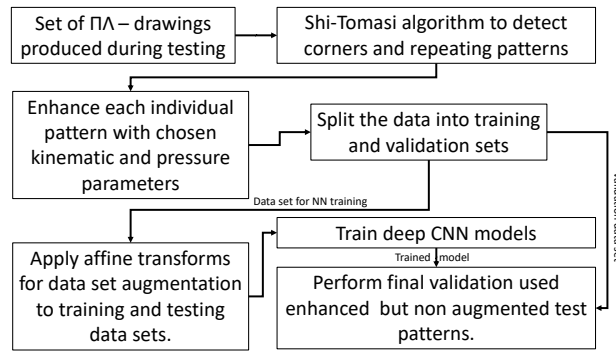 Set of ΠΛ – drawings
produced during testing
Shi-Tomasi algorithm to detect
corners and repeating patterns
Enhance each individual
pattern with chosen
kinematic and pressure
parameters
Split the data into training
and validation sets
Data set for NN training
Validation data set
Apply affine transforms
for data set augmentation
to training and testing
data sets.
Train deep CNN models
Trained model
Perform final validation used
enhanced but non augmented test
patterns.